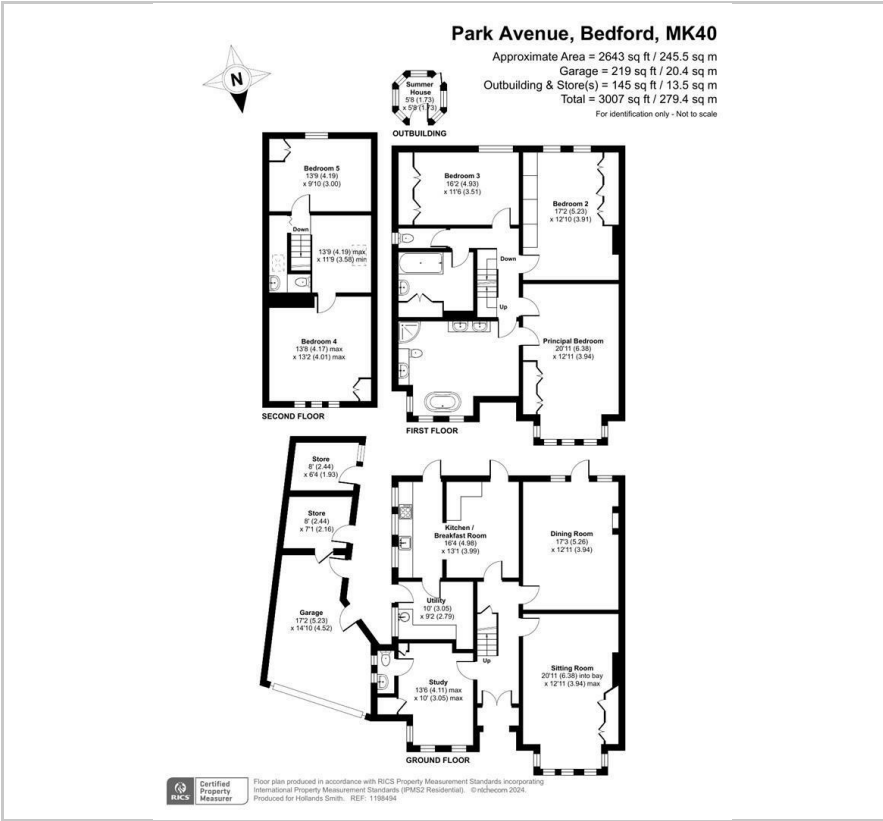 Park Avenue, Bedford, MK40
Approximate Area = 2643 sq ft / 245.5 sq m
Garage = 219 sq ft / 20.4 sq m
Outbuilding & Store(s) = 145 sq ft / 13.5 sq m
Total = 3007 sq ft / 279.4 sq m
For identification only - Not to scale
N
Summer
House
5'8 (1.73)
x 5'8 (1.73)
OUTBUILDING
Bedroom 5
13'9 (4.19)
x 9'10 (3.00)
Down
13'9 (4.19) max
x 11'9 (3.58) min
Bedroom 4
13'8 (4.17) max
x 13'2 (4.01) max
SECOND FLOOR
Bedroom 3
16'2 (4.93)
x 11'6 (3.51)
Bedroom 2
17'2 (5.23)
x 12'10 (3.91)
Down
Up
Principal Bedroom
20'11 (6.38)
x 12'11 (3.94)
FIRST FLOOR
Store
8' (2.44)
x 6'4 (1.93)
Store
8' (2.44)
x 7'1 (2.16)
Garage
17'2 (5.23)
x 14'10 (4.52)
Kitchen /
Breakfast Room
16'4 (4.98)
x 13'1 (3.99)
Dining Room
17'3 (5.26)
x 12'11 (3.94)
Utility
10' (3.05)
x 9'2 (2.79)
Up
Study
13'6 (4.11) max
x 10' (3.05) max
Sitting Room
20'11 (6.38) into bay
x 12'11 (3.94) max
GROUND FLOOR
RICS
Certified
Property
Measurer
Floor plan produced in accordance with RICS Property Measurement Standards incorporating
International Property Measurement Standards (IPMS2 Residential). ©nichecom 2024.
Produced for Hollands Smith. REF: 1198494